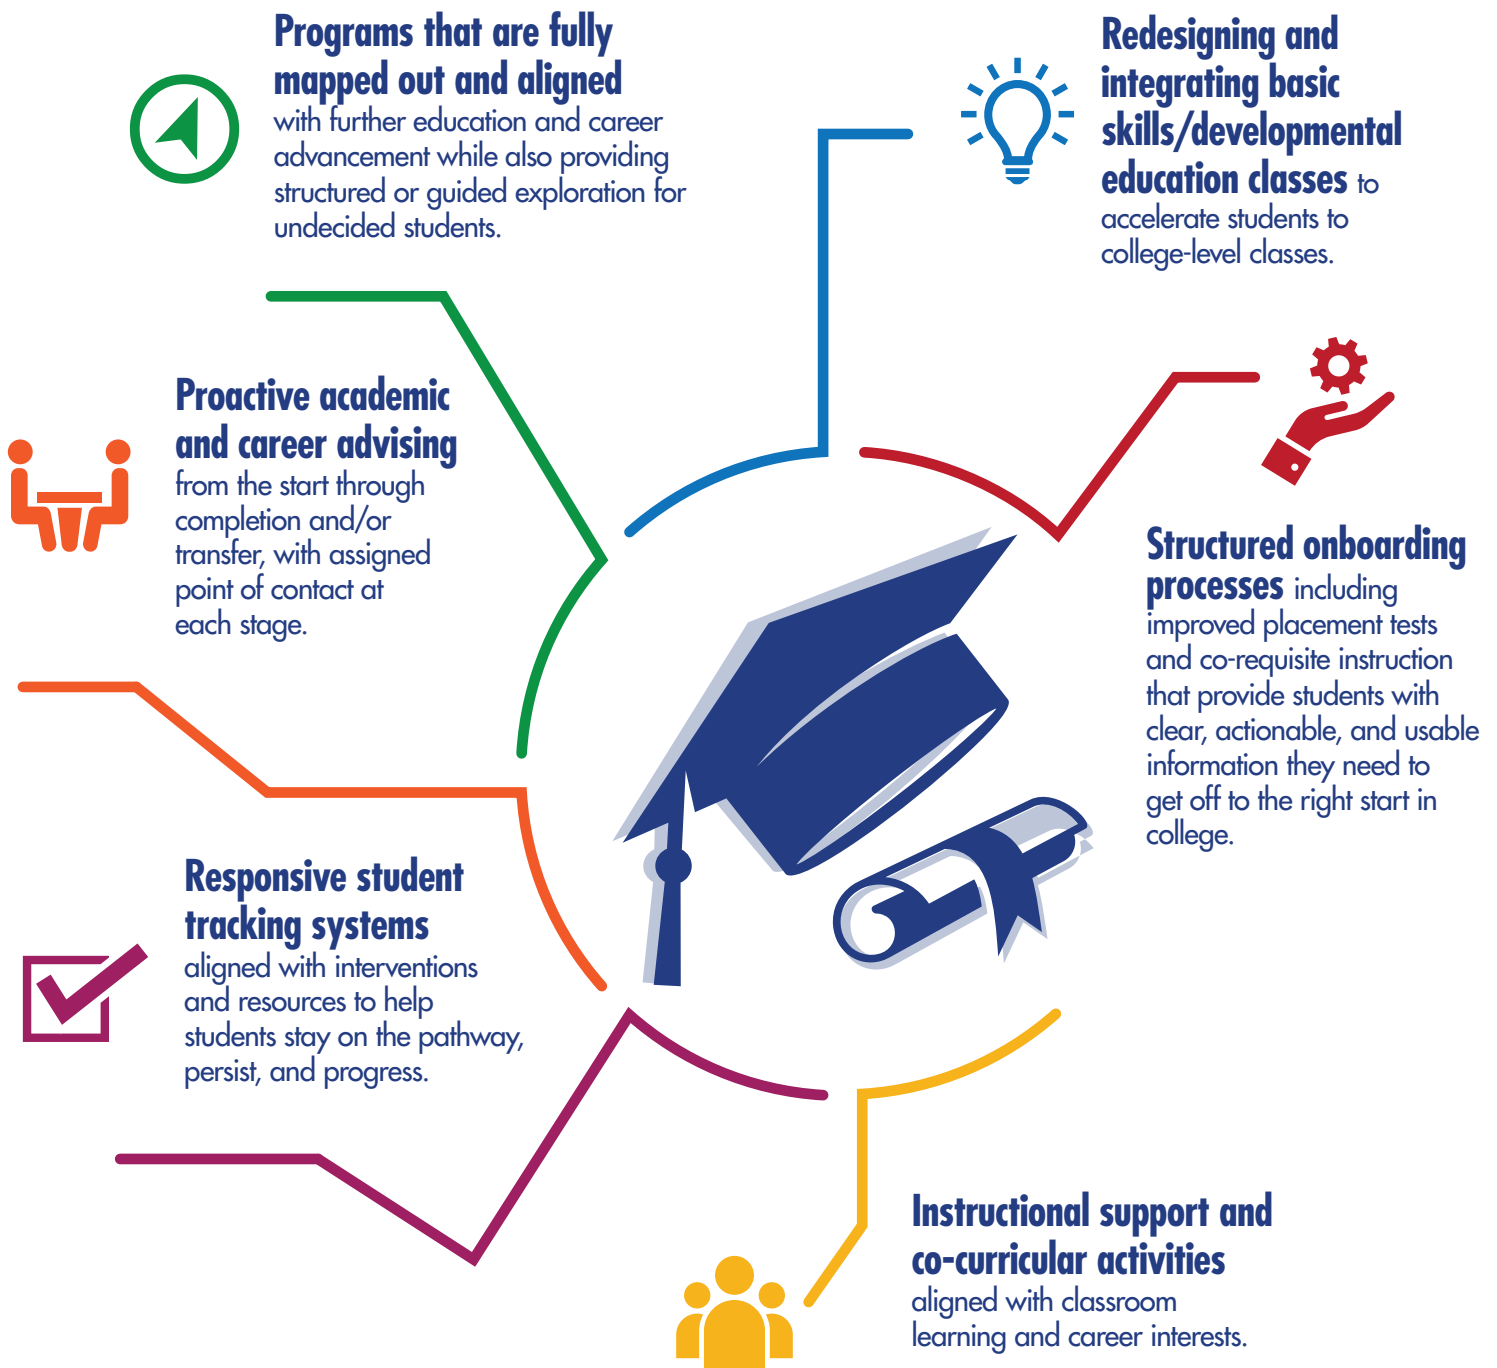 Programs that are fully
mapped out and aligned
with further education and career
advancement while also providing
structured or guided exploration for
undecided students.
Redesigning and
integrating basic
skills/developmental
education classes to
accelerate students to
college-level classes.
Proactive academic
and career advising
from the start through
completion and/or
transfer, with assigned
point of contact at
each stage.
Structured onboarding
processes including
improved placement tests
and co-requisite instruction
that provide students with
clear, actionable, and usable
information they need to
get off to the right start in
college.
Responsive student
tracking systems
aligned with interventions
and resources to help
students stay on the pathway,
persist, and progress.
Instructional support and
co-curricular activities
aligned with classroom
learning and career interests.